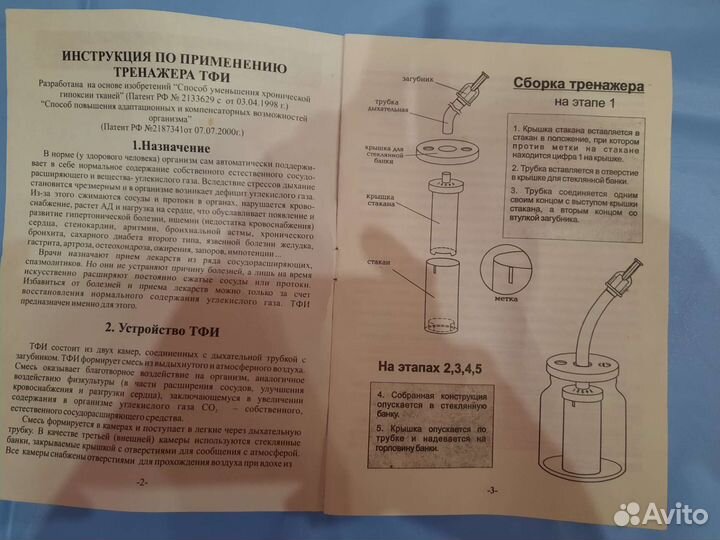 ИНСТРУКЦИЯ ПО ПРИМЕНЕНИЮ
ТРЕНАЖЕРА ТФИ
Разработана на основе изобретений “Способ уменьшения хронической
гипоксии тканей” (Патент РФ № 2133629 с от 03.04.1998 г.)
“Способ повышения адаптационных и компенсаторных возможностей
организма”
(Патент РФ №2187341от 07.07.2000г.)
1.Назначение
В норме (у здорового человека) организм сам автоматически поддержи-
вает в себе нормальное содержание собственного естественного сосудо-
расширяющего и вещества- углекислого газа. Вследствие стрессов дыхание
становится чрезмерным и в организме возникает дефицит углекислого газа.
Из-за этого сжимаются сосуды и протоки в органах, нарушается крово-
снабжение, растет АД и нагрузка на сердце, что обуславливает появление и
развитие гипертонической болезни, ишемии (недостатка кровоснабжения)
сердца, стенокардии, аритмии, бронхиальной астмы, хронического
бронхита, сахарного диабета второго типа, язвенной болезни желудка,
гастрита, артроза, остеохондроза, ожирения, запоров, импотенции...
Врачи назначают прием лекарств из ряда сосудорасширяющих,
спазмолитиков. Но они не устраняют причину болезней, а лишь на время
искусственно расширяют постоянно сжатые сосуды или протоки.
Избавиться от болезней и приема лекарств можно только за счет
восстановления нормального содержания углекислого газа. ТФИ
предназначен именно для этого.
2. Устройство ТФИ
ТФИ состоит из двух камер, соединенных с дыхательной трубкой с
загубником. ТФИ формирует смесь из выдыхнутого и атмосферного воздуха.
Смесь оказывает благотворное воздействие на организм, аналогичное
воздействию физкультуры (в части расширения сосудов, улучшения
кровоснабжения и разгрузки сердца), заключающемуся в увеличении
содержания в организме углекислого газа CO₂ – собственного,
естественного сосудорасширяющего средства.
Смесь формируется в камерах и поступает в легкие через дыхательную
трубку. В качестве третьей (внешней) камеры используются стеклянные
банки, закрываемые крышкой с отверстиями для сообщения с атмосферой.
Все камеры снабжены отверстиями для прохождения воздуха при вдохе из
-2-
загубник
трубка
дыхательная
крышка для
стеклянной
банки
крышка
стакана
стакан
метка
Сборка тренажера
на этапе 1
1. Крышка стакана вставляется в
стакан в положение, при котором
против метки на стакане
находится цифра 1 на крышке.
2. Трубка вставляется в отверстие
в крышке для стеклянной банки.
3. Трубка соединяется одним
своим концом с выступом крышки
стакана, а вторым концом со
втулкой загубника.
На этапах 2,3,4,5
4. Собранная конструкция
опускается в стеклянную
банку.
5. Крышка опускается по
трубке и надевается на
горловину банки.
-3-
Avito